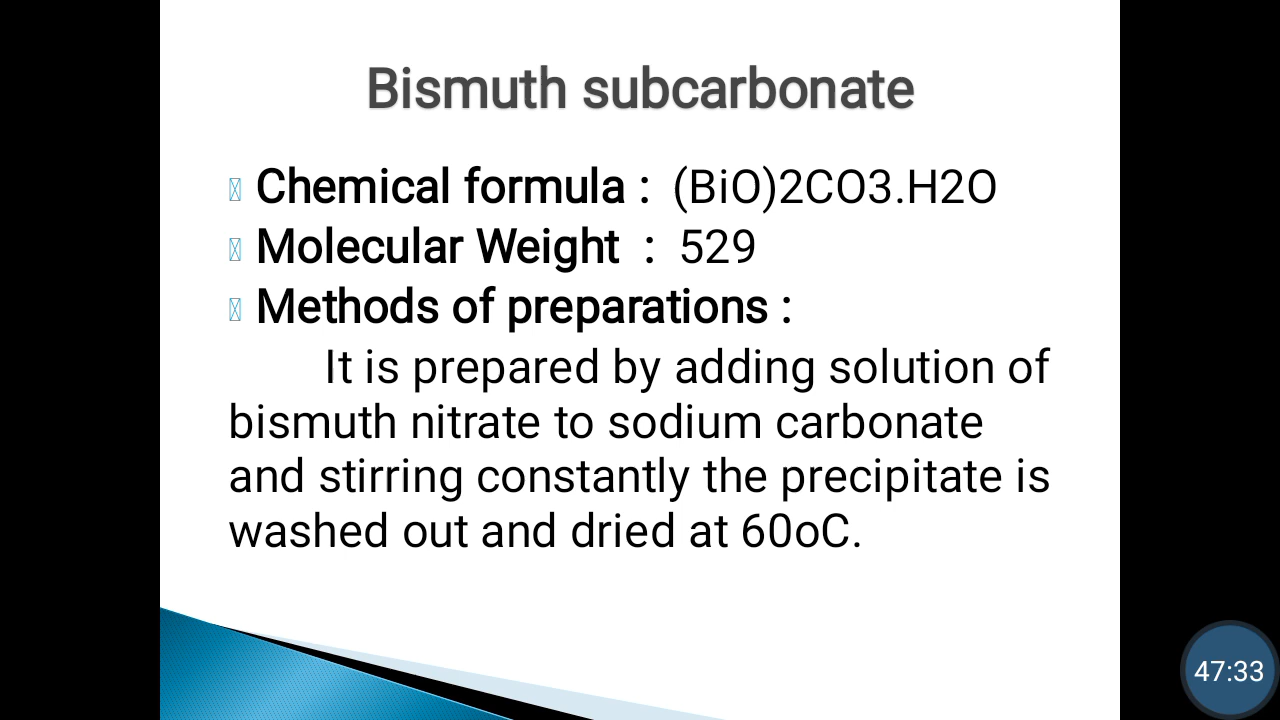 Bismuth subcarbonate
Chemical formula : (BiO)2CO3.H2O
Molecular Weight : 529
Methods of preparations :
It is prepared by adding solution of
bismuth nitrate to sodium carbonate
and stirring constantly the precipitate is
washed out and dried at 60oC.
47:33